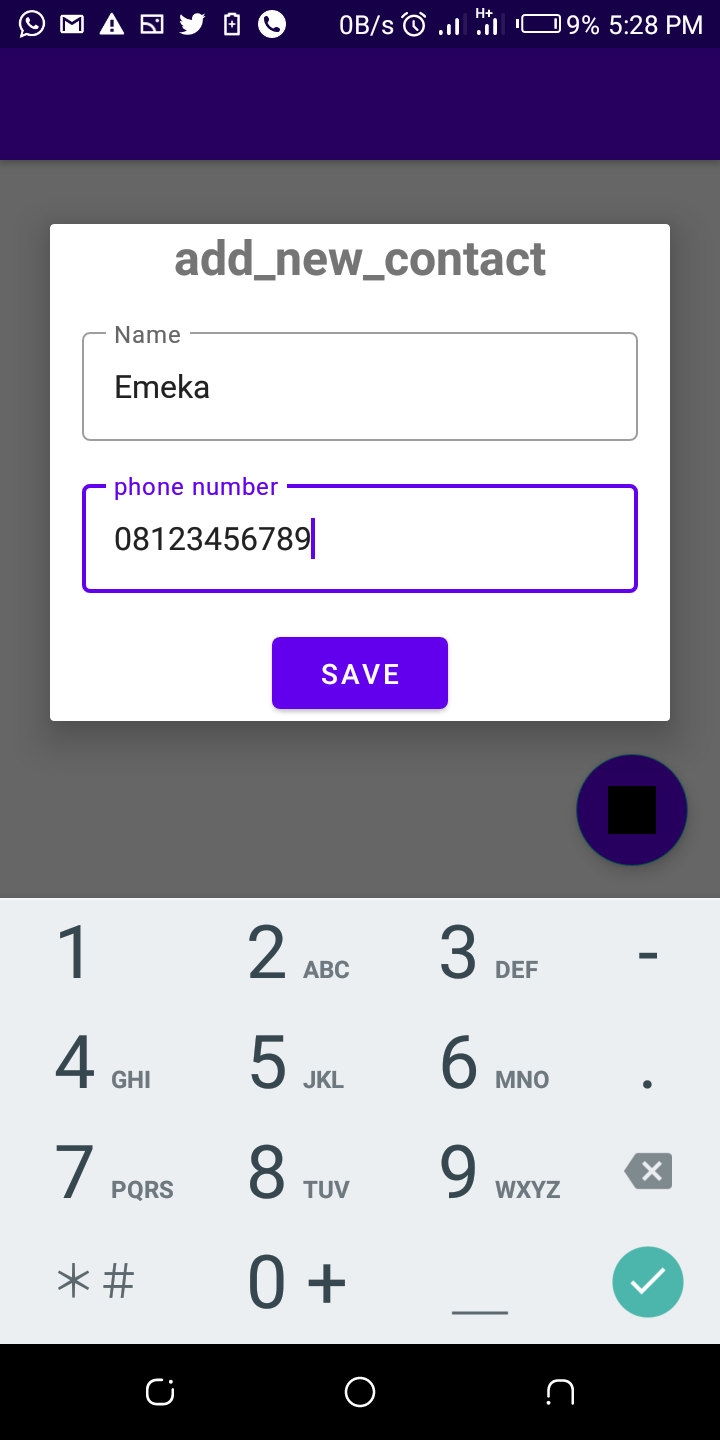 0B/s H+ 9% 5:28 PM
add_new_contact
Name
Emeka
phone number
08123456789
SAVE
1 2 ABC 3 DEF -
4 GHI 5 JKL 6 MNO .
7 PQRS 8 TUV 9 WXYZ
*# 0 + _